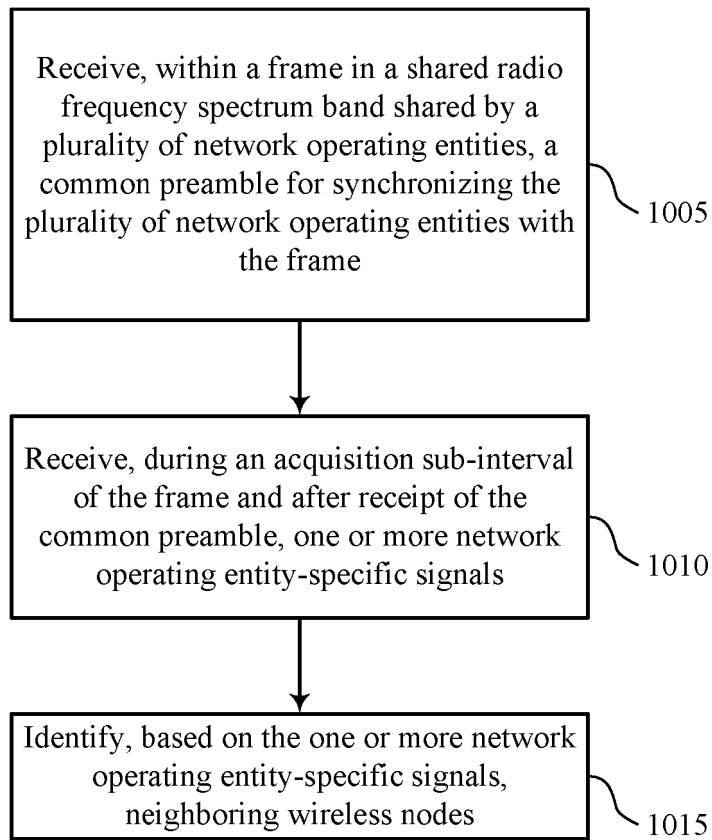 Receive, within a frame in a shared radio
frequency spectrum band shared by a
plurality of network operating entities, a
common preamble for synchronizing the
plurality of network operating entities with
the frame
1005
Receive, during an acquisition sub-interval
of the frame and after receipt of the
common preamble, one or more network
operating entity-specific signals
1010
Identify, based on the one or more network
operating entity-specific signals,
neighboring wireless nodes
1015